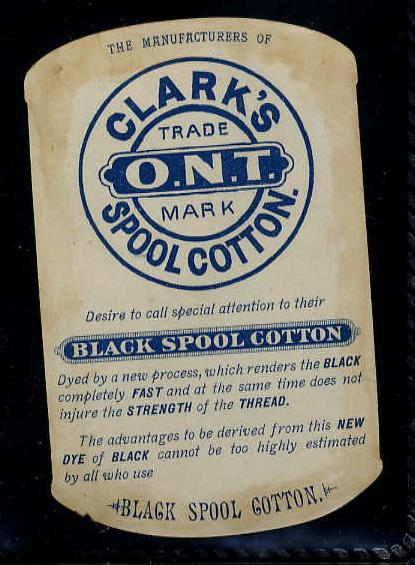 THE MANUFACTURERS OF
CLARK'S
TRADE
O.N.T.
MARK
SPOOL COTTON.
Desire to call special attention to their
BLACK SPOOL COTTON
Dyed by a new process, which renders the BLACK
completely FAST and at the same time does not
injure the STRENGTH of the THREAD.
The advantages to be derived from this NEW
DYE of BLACK cannot be too highly estimated
by all who use
BLACK SPOOL COTTON.